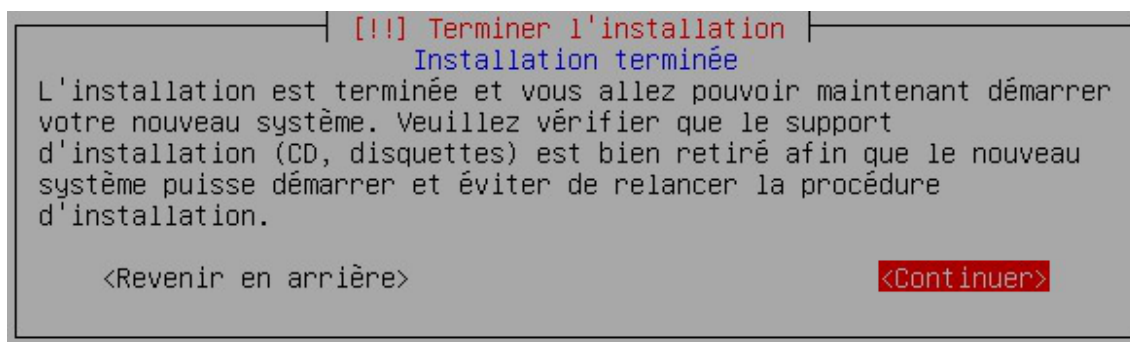 [!!] Terminer l'installation
Installation terminée
L'installation est terminée et vous allez pouvoir maintenant démarrer
votre nouveau système. Veuillez vérifier que le support
d'installation (CD, disquettes) est bien retiré afin que le nouveau
système puisse démarrer et éviter de relancer la procédure
d'installation.
<Revenir en arrière> <Continuer>